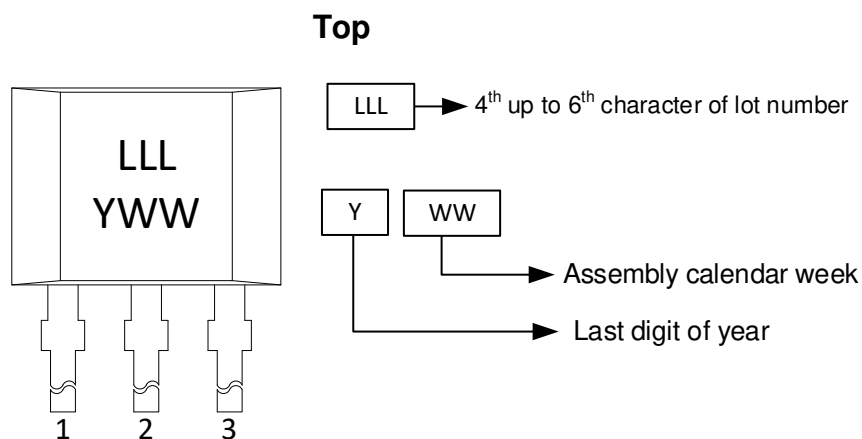 Top
LLL
YWW
LLL
4th up to 6th character of lot number
Y
WW
Assembly calendar week
Last digit of year
1 2 3